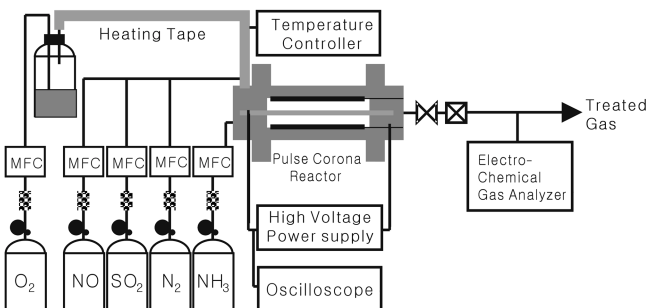 Heating Tape
Temperature
Controller
MFC
MFC
MFC
MFC
MFC
Pulse Corona
Reactor
Treated
Gas
Electro-
Chemical
Gas Analyzer
High Voltage
Power supply
O₂
NO
SO₂
N₂
NH₃
Oscilloscope